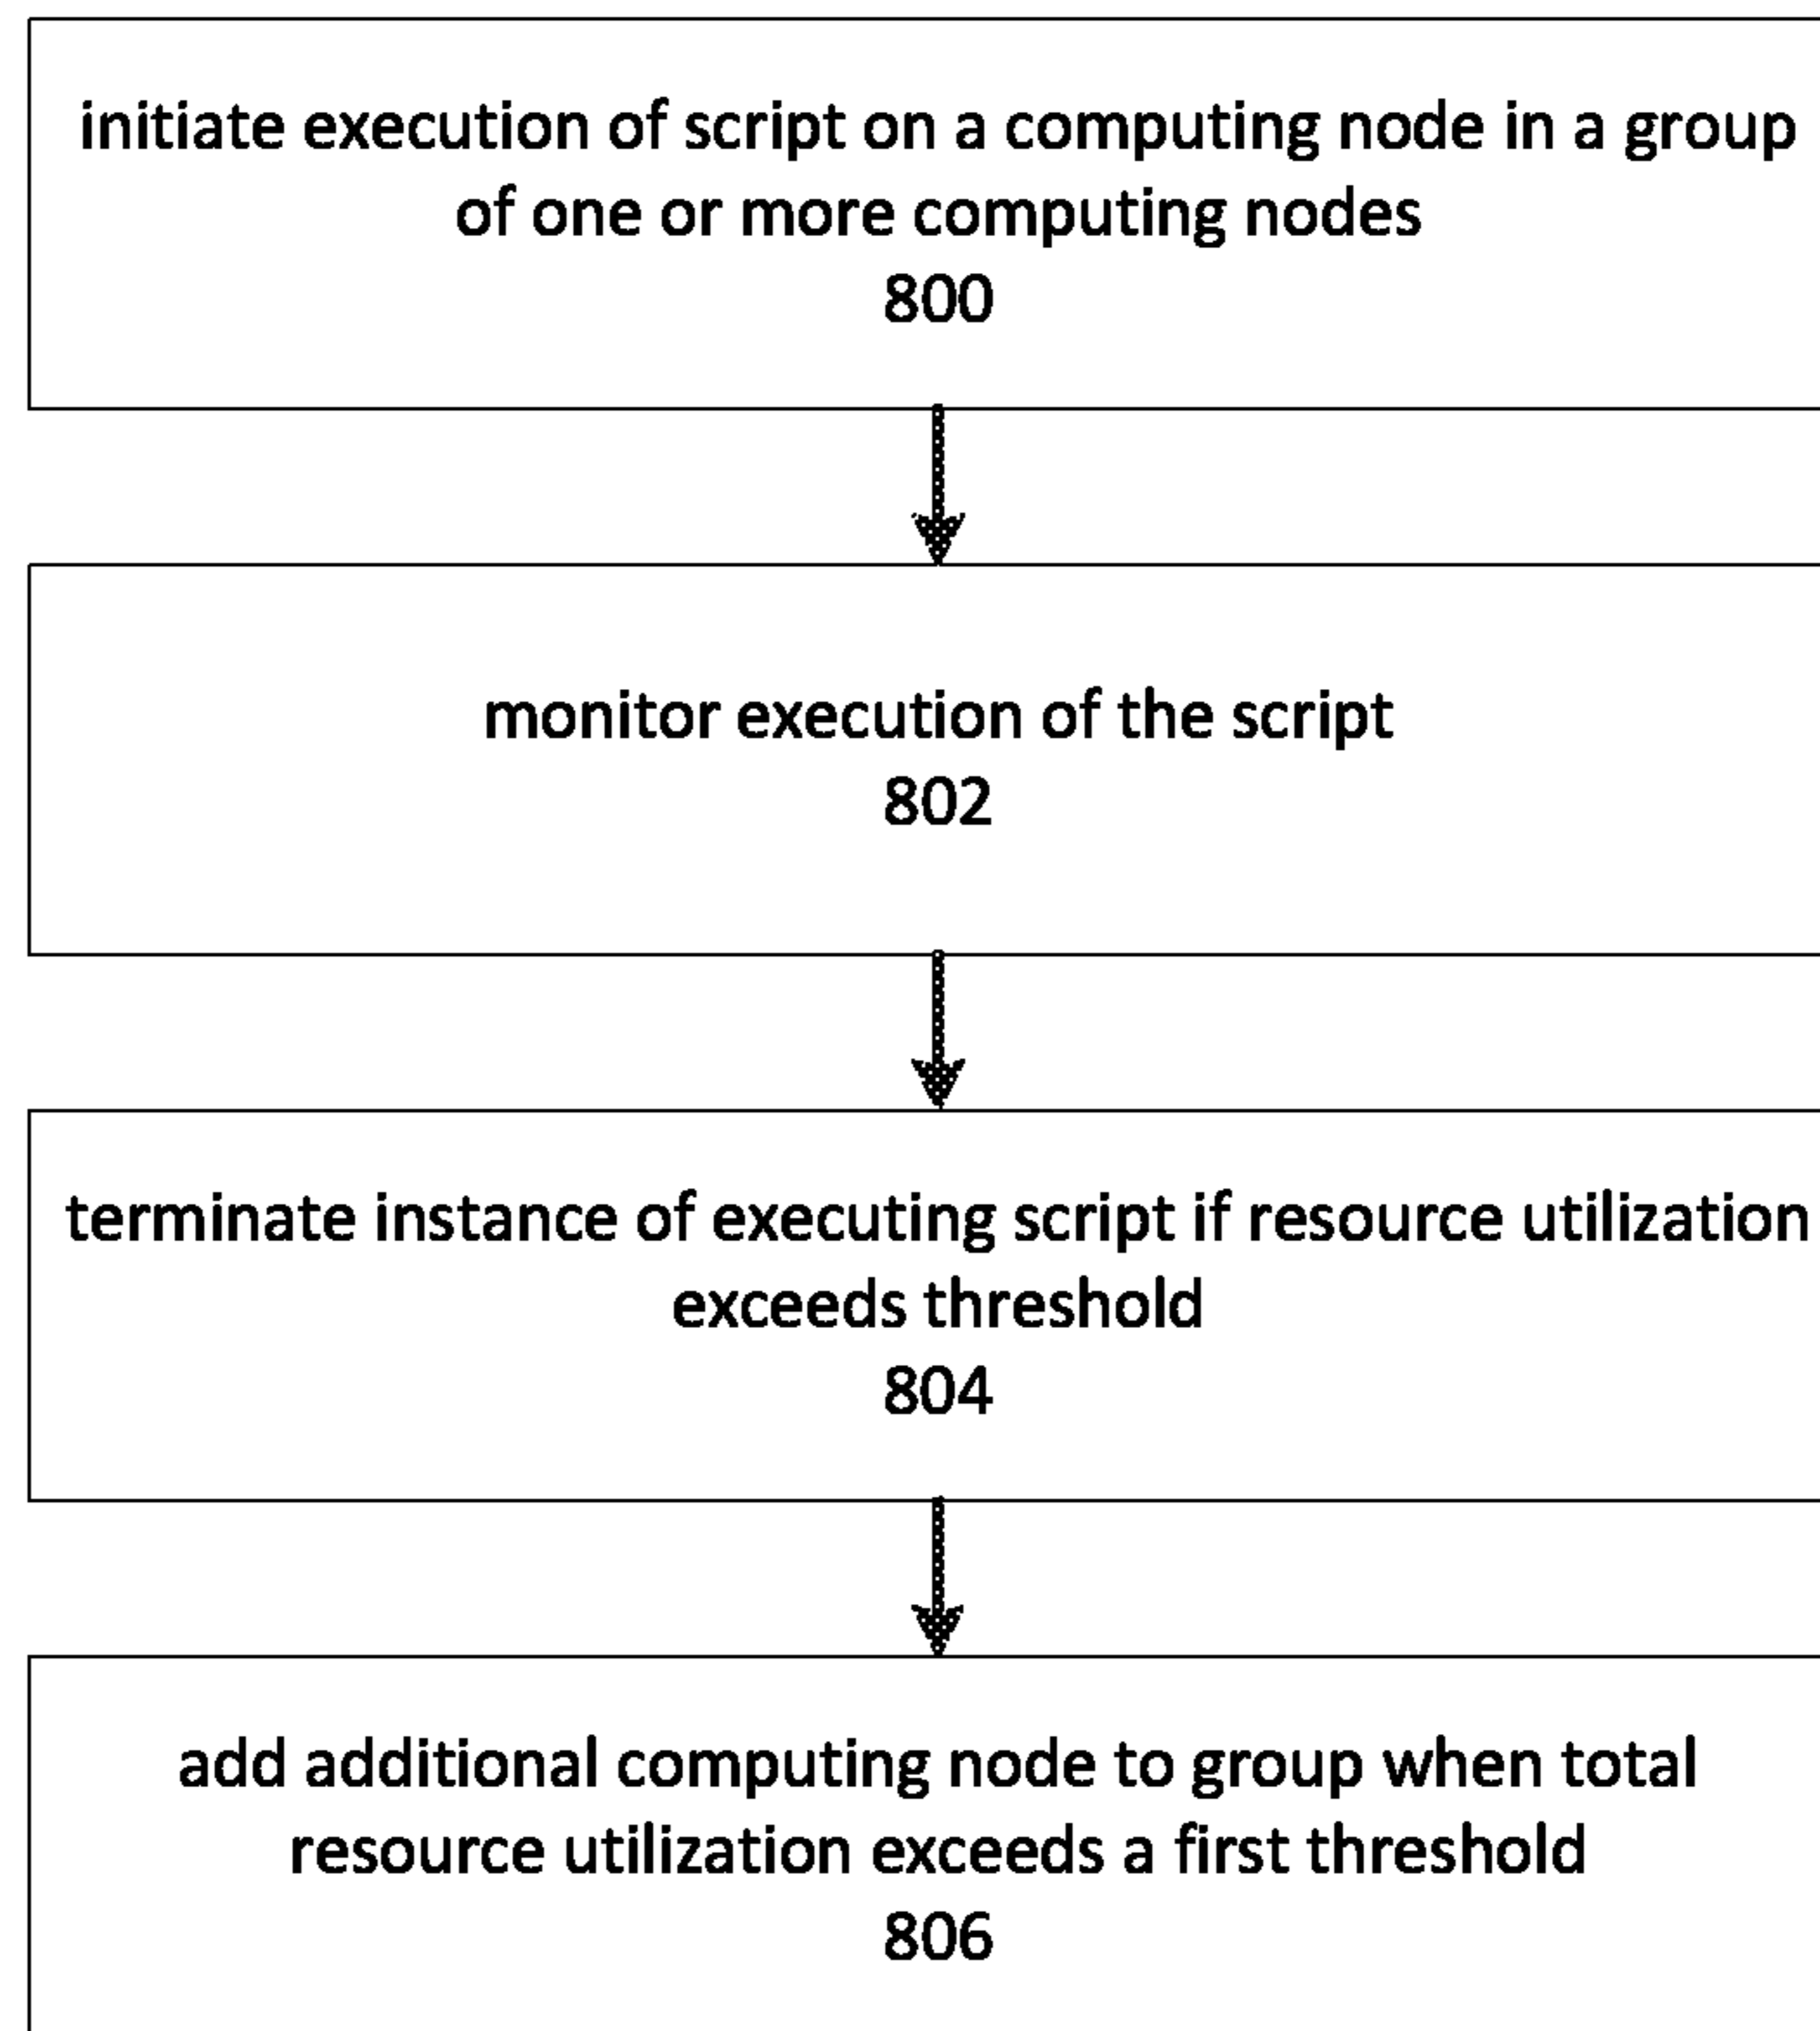 initiate execution of script on a computing node in a group
of one or more computing nodes
800
monitor execution of the script
802
terminate instance of executing script if resource utilization
exceeds threshold
804
add additional computing node to group when total
resource utilization exceeds a first threshold
806